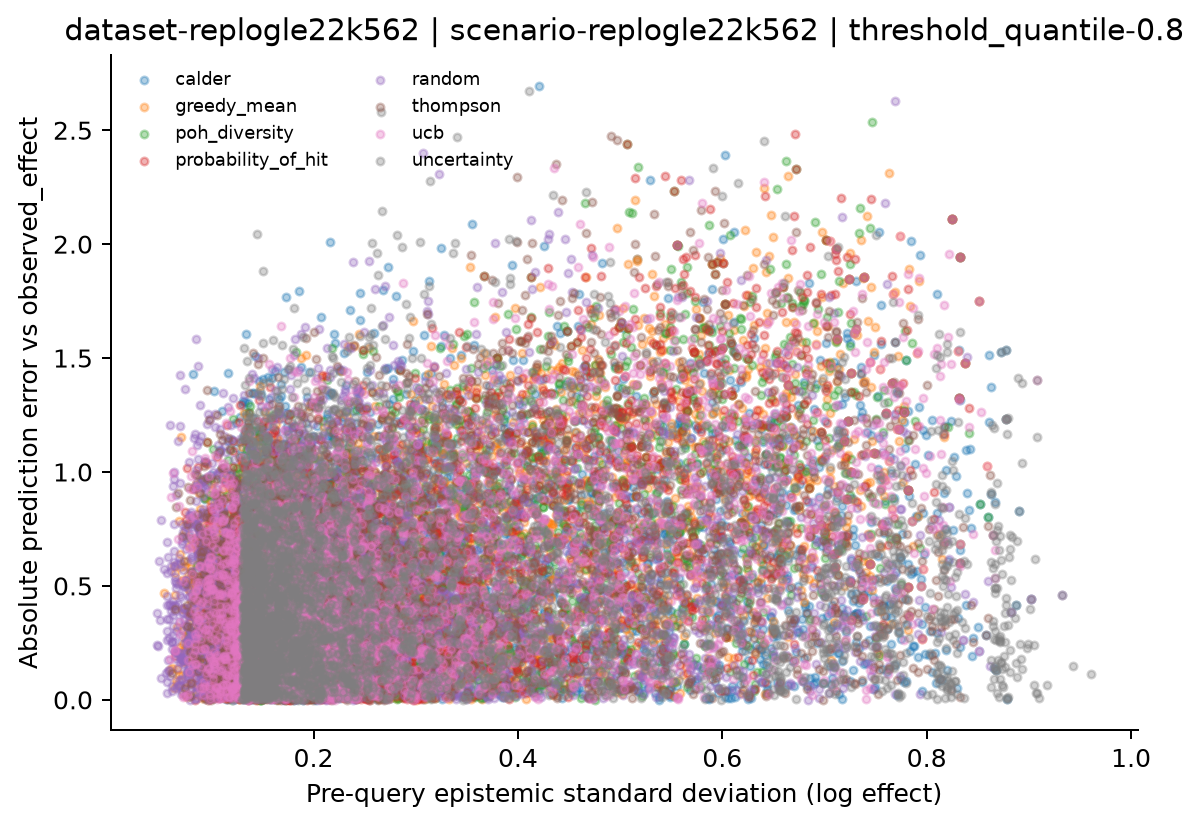 dataset-replogle22k562 | scenario-replogle22k562 | threshold_quantile-0.8
Absolute prediction error vs observed_effect
2.5
2.0
1.5
1.0
0.5
0.0
calder
greedy_mean
poh_diversity
probability_of_hit
random
thompson
ucb
uncertainty
0.2
0.4
0.6
0.8
1.0
Pre-query epistemic standard deviation (log effect)